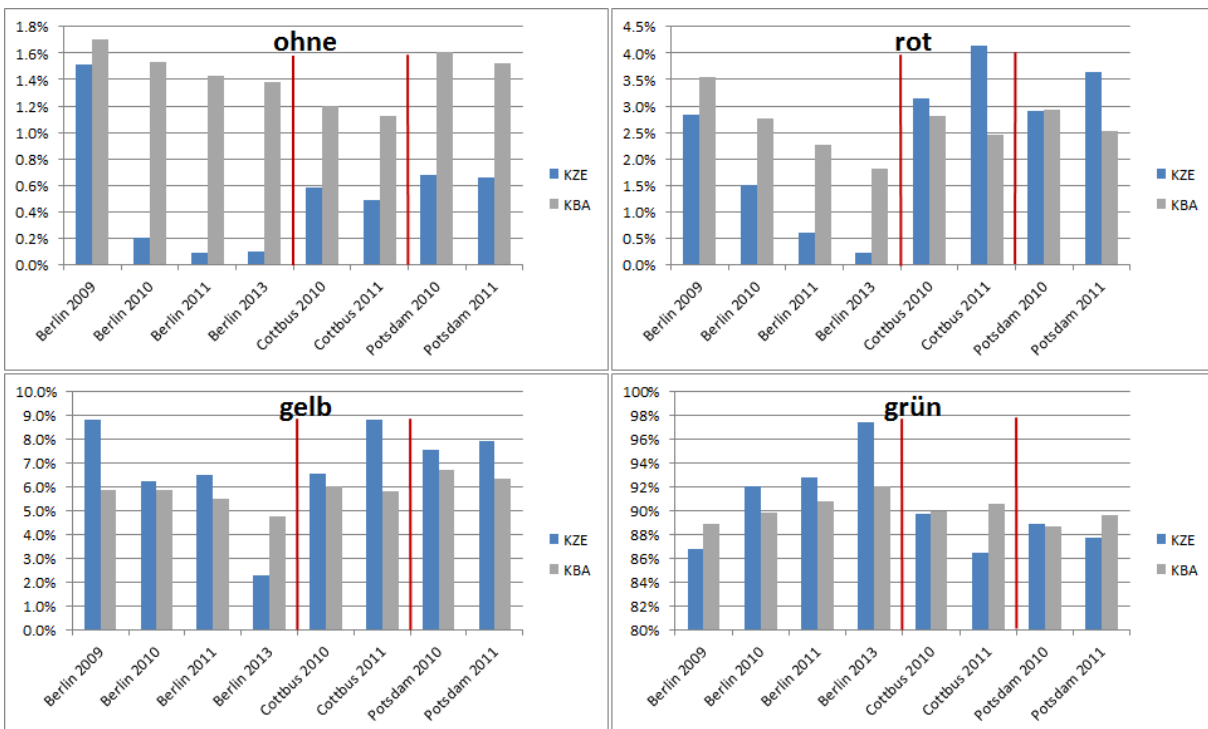 ohne
1.8%
1.6%
1.4%
1.2%
1.0%
0.8%
0.6%
0.4%
0.2%
0.0%
KZE
KBA
Berlin 2009
Berlin 2010
Berlin 2011
Berlin 2013
Cottbus 2010
Cottbus 2011
Potsdam 2010
Potsdam 2011
rot
4.5%
4.0%
3.5%
3.0%
2.5%
2.0%
1.5%
1.0%
0.5%
0.0%
KZE
KBA
Berlin 2009
Berlin 2010
Berlin 2011
Berlin 2013
Cottbus 2010
Cottbus 2011
Potsdam 2010
Potsdam 2011
gelb
10.0%
9.0%
8.0%
7.0%
6.0%
5.0%
4.0%
3.0%
2.0%
1.0%
0.0%
KZE
KBA
Berlin 2009
Berlin 2010
Berlin 2011
Berlin 2013
Cottbus 2010
Cottbus 2011
Potsdam 2010
Potsdam 2011
grün
100%
98%
96%
94%
92%
90%
88%
86%
84%
82%
80%
KZE
KBA
Berlin 2009
Berlin 2010
Berlin 2011
Berlin 2013
Cottbus 2010
Cottbus 2011
Potsdam 2010
Potsdam 2011